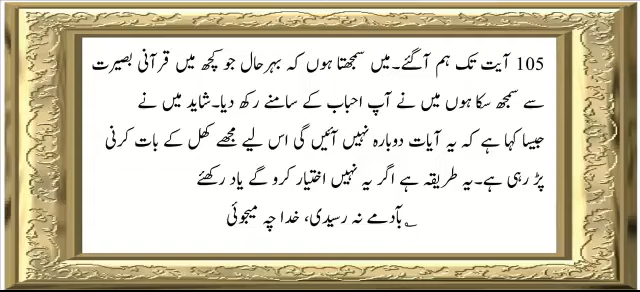 105 آیت تک ہم آگئے۔میں سمجھتا ہوں کہ بہرحال جو کچھ میں قرآنی بصیرت
سے سمجھ سکا ہوں میں نے آپ احباب کے سامنے رکھ دیا۔شاید میں نے
جیسا کہا ہے کہ یہ آیات دوبارہ نہیں آئیں گی اس لیے مجھے کھل کے بات کرنی
پڑ رہی ہے۔یہ طریقہ ہے اگر یہ نہیں اختیار کرو گے یاد رکھئے
؎ بآدمے نہ رسیدی، خدا چہ میجوئی